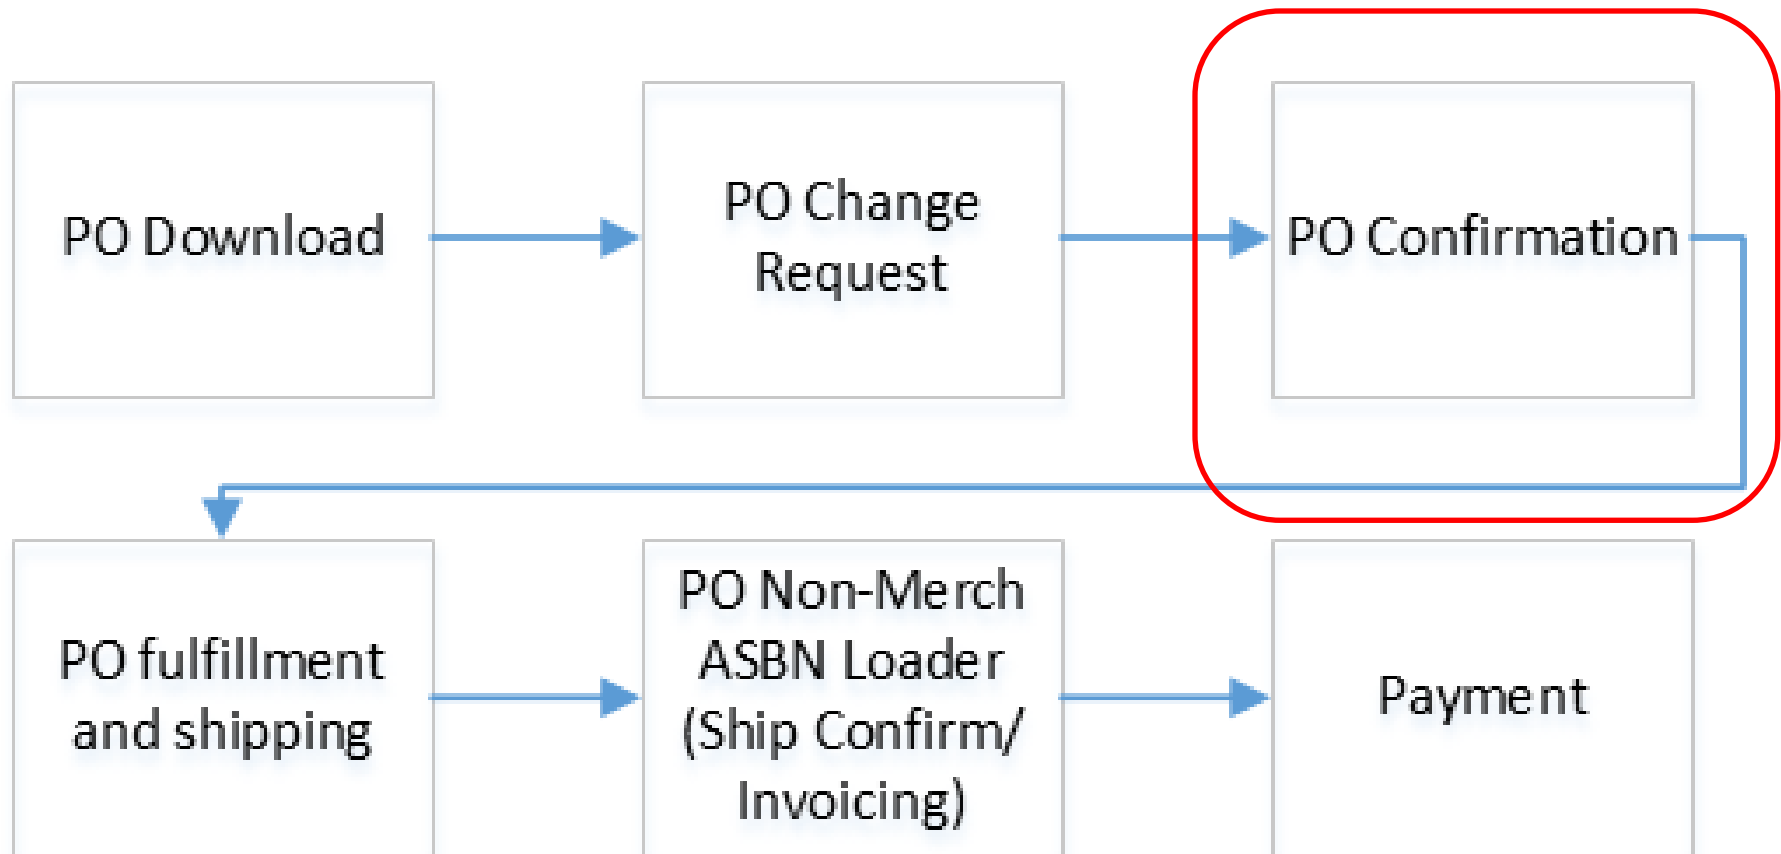 PO Download
PO Change
Request
PO Confirmation
PO fulfillment
and shipping
PO Non-Merch
ASBN Loader
(Ship Confirm/
Invoicing)
Payment